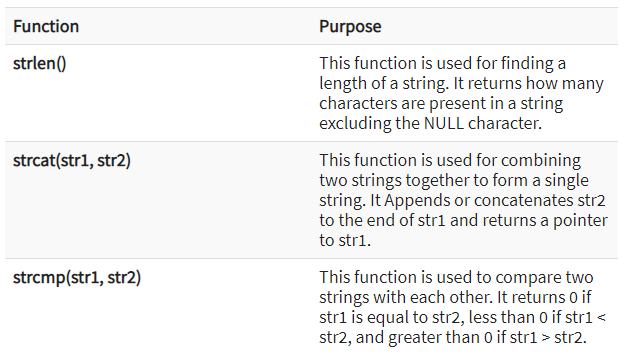 Function Purpose
strlen() This function is used for finding a
length of a string. It returns how many
characters are present in a string
excluding the NULL character.
strcat(str1, str2) This function is used for combining
two strings together to form a single
string. It Appends or concatenates str2
to the end of str1 and returns a pointer
to str1.
strcmp(str1, str2) This function is used to compare two
strings with each other. It returns 0 if
str1 is equal to str2, less than 0 if str1 <
str2, and greater than 0 if str1 > str2.